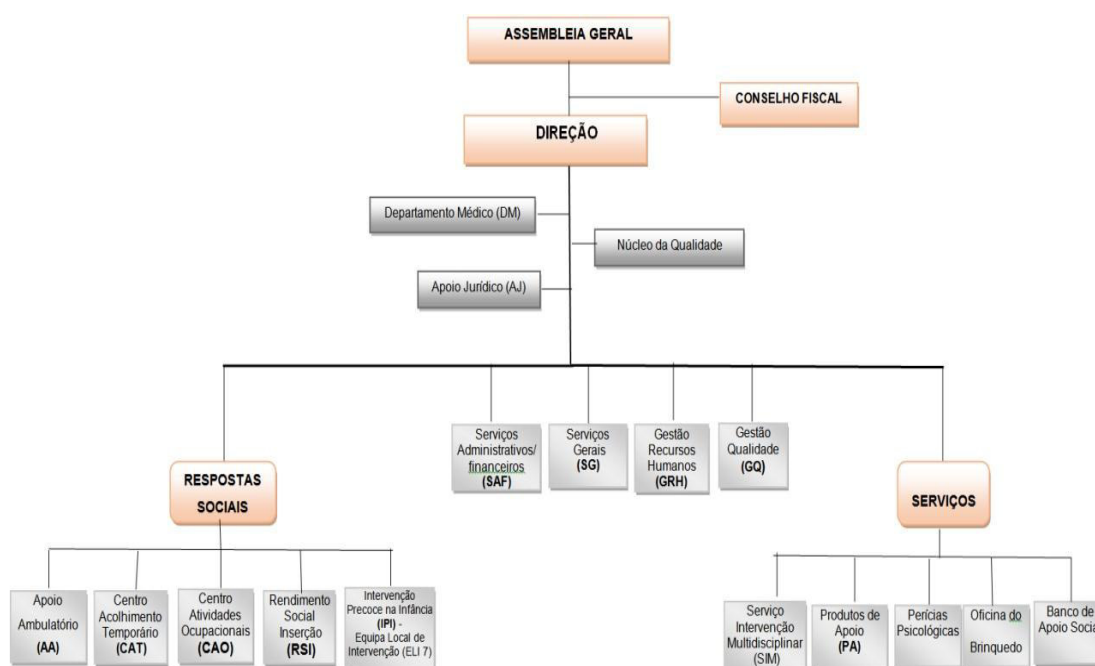 ASSEMBLEIA GERAL
CONSELHO FISCAL
DIREÇÃO
Departamento Médico (DM)
Núcleo da Qualidade
Apoio Jurídico (AJ)
Serviços
Administrativos/
financeiros
(SAF)
Serviços
Gerais
(SG)
Gestão
Recursos
Humanos
(GRH)
Gestão
Qualidade
(GQ)
RESPOSTAS
SOCIAIS
SERVIÇOS
Apoio
Ambulatório
(AA)
Centro
Acolhimento
Temporário
(CAT)
Centro
Atividades
Ocupacionais
(CAO)
Rendimento
Social
Inserção
(RSI)
Intervenção
Precoce na Infância
(IPI) -
Equipa Local de
Intervenção (ELI 7)
Serviço
Intervenção
Multidisciplinar
(SIM)
Produtos de
Apoio
(PA)
Perícias
Psicológicas
Oficina do
Brinquedo
Banco de
Apoio Social